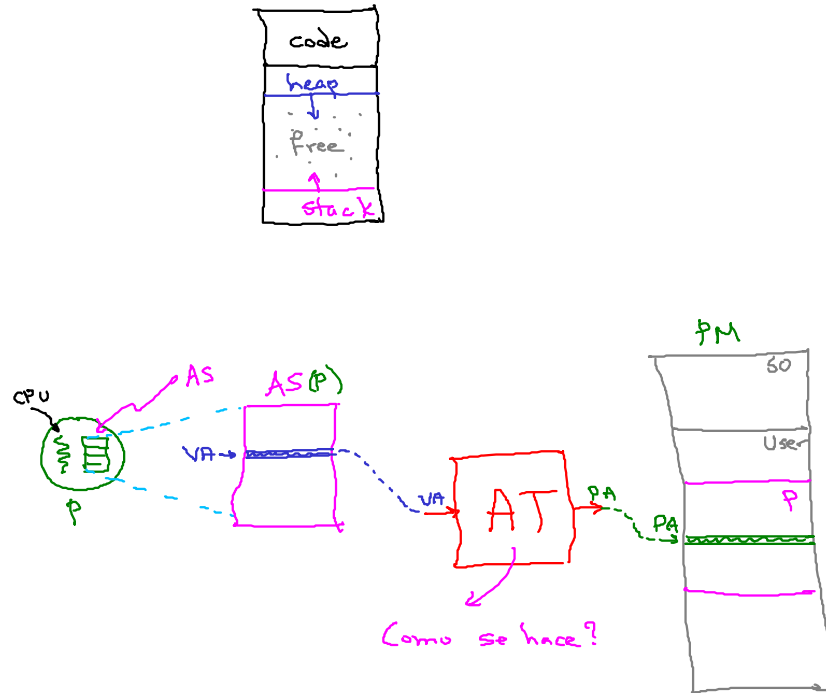 code
heap
free
stack
PM
SO
AS
AS(P)
CPU
User
VA
P
VA
PA
AT
PA
P
Como se hace?